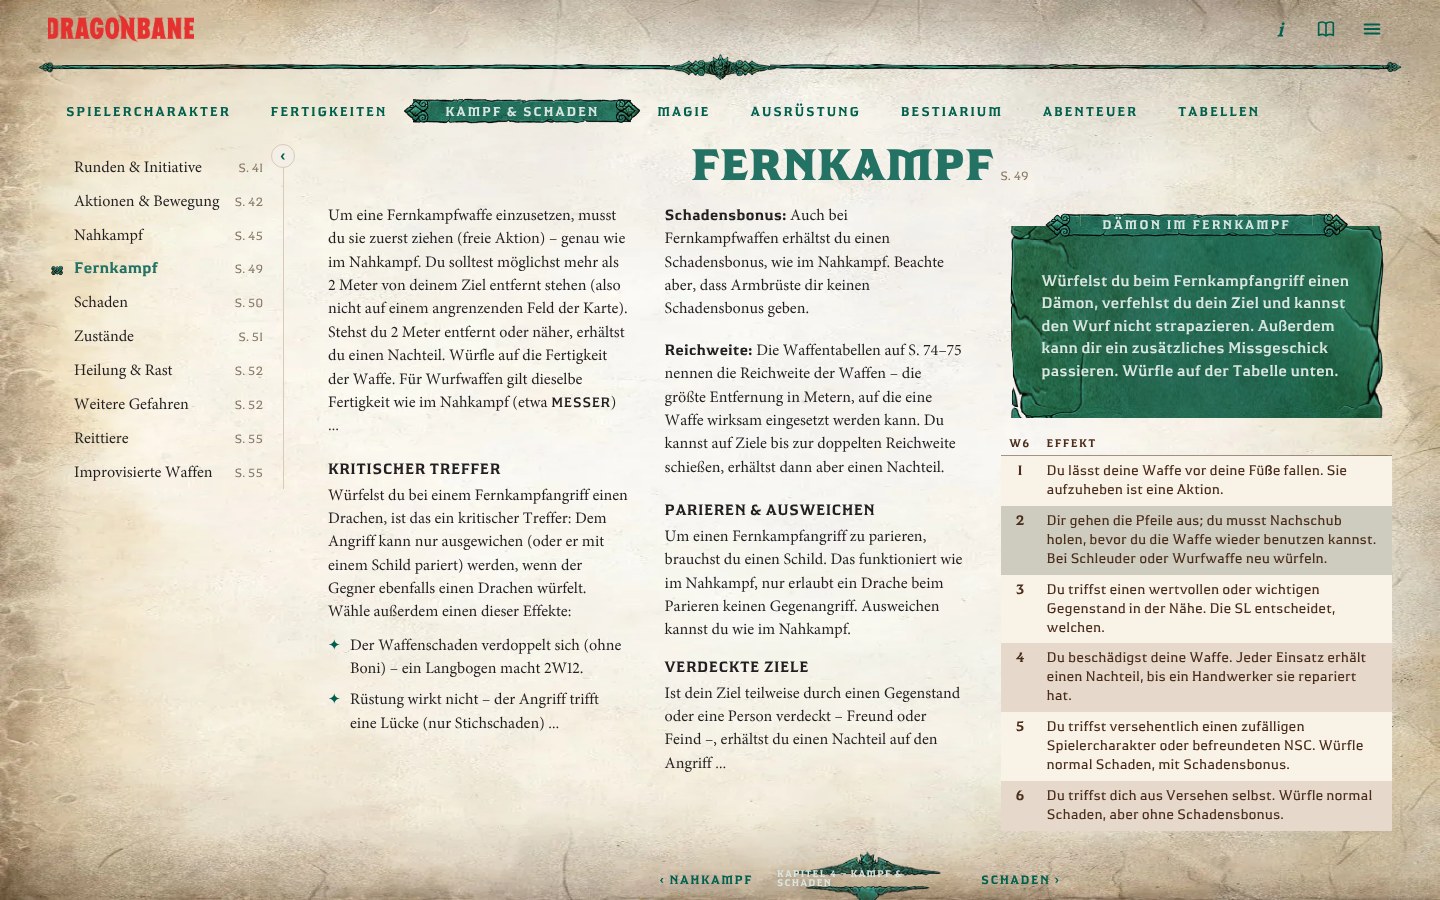 DRAGONBANE
SPIELERCHARAKTER
FERTIGKEITEN
KAMPF & SCHADEN
MAGIE
AUSRÜSTUNG
BESTIARIUM
ABENTEUER
TABELLEN
Runden & Initiative S. 41
Aktionen & Bewegung S. 42
Nahkampf S. 45
Fernkampf S. 49
Schaden S. 50
Zustände S. 51
Heilung & Rast S. 52
Weitere Gefahren S. 52
Reittiere S. 55
Improvisierte Waffen S. 55
‹
FERNKAMPF S. 49
Um eine Fernkampfwaffe einzusetzen, musst
du sie zuerst ziehen (freie Aktion) – genau wie
im Nahkampf. Du solltest möglichst mehr als
2 Meter von deinem Ziel entfernt stehen (also
nicht auf einem angrenzenden Feld der Karte).
Stehst du 2 Meter entfernt oder näher, erhältst
du einen Nachteil. Würfle auf die Fertigkeit
der Waffe. Für Wurfwaffen gilt dieselbe
Fertigkeit wie im Nahkampf (etwa MESSER)
...
KRITISCHER TREFFER
Würfelst du bei einem Fernkampfangriff einen
Drachen, ist das ein kritischer Treffer: Dem
Angriff kann nur ausgewichen (oder er mit
einem Schild pariert) werden, wenn der
Gegner ebenfalls einen Drachen würfelt.
Wähle außerdem einen dieser Effekte:
✦ Der Waffenschaden verdoppelt sich (ohne
Boni) – ein Langbogen macht 2W12.
✦ Rüstung wirkt nicht – der Angriff trifft
eine Lücke (nur Stichschaden) ...
Schadensbonus: Auch bei
Fernkampfwaffen erhältst du einen
Schadensbonus, wie im Nahkampf. Beachte
aber, dass Armbrüste dir keinen
Schadensbonus geben.
Reichweite: Die Waffentabellen auf S. 74–75
nennen die Reichweite der Waffen – die
größte Entfernung in Metern, auf die eine
Waffe wirksam eingesetzt werden kann. Du
kannst auf Ziele bis zur doppelten Reichweite
schießen, erhältst dann aber einen Nachteil.
PARIEREN & AUSWEICHEN
Um einen Fernkampfangriff zu parieren,
brauchst du einen Schild. Das funktioniert wie
im Nahkampf, nur erlaubt ein Drache beim
Parieren keinen Gegenangriff. Ausweichen
kannst du wie im Nahkampf.
VERDECKTE ZIELE
Ist dein Ziel teilweise durch einen Gegenstand
oder eine Person verdeckt – Freund oder
Feind –, erhältst du einen Nachteil auf den
Angriff ...
DÄMON IM FERNKAMPF
Würfelst du beim Fernkampfangriff einen
Dämon, verfehlst du dein Ziel und kannst
den Wurf nicht strapazieren. Außerdem
kann dir ein zusätzliches Missgeschick
passieren. Würfle auf der Tabelle unten.
W6 EFFEKT
1 Du lässt deine Waffe vor deine Füße fallen. Sie
aufzuheben ist eine Aktion.
2 Dir gehen die Pfeile aus; du musst Nachschub
holen, bevor du die Waffe wieder benutzen kannst.
Bei Schleuder oder Wurfwaffe neu würfeln.
3 Du triffst einen wertvollen oder wichtigen
Gegenstand in der Nähe. Die SL entscheidet,
welchen.
4 Du beschädigst deine Waffe. Jeder Einsatz erhält
einen Nachteil, bis ein Handwerker sie repariert
hat.
5 Du triffst versehentlich einen zufälligen
Spielercharakter oder befreundeten NSC. Würfle
normal Schaden, mit Schadensbonus.
6 Du triffst dich aus Versehen selbst. Würfle normal
Schaden, aber ohne Schadensbonus.
‹ NAHKAMPF
KAPITEL 4 – KAMPF &
SCHADEN
SCHADEN ›